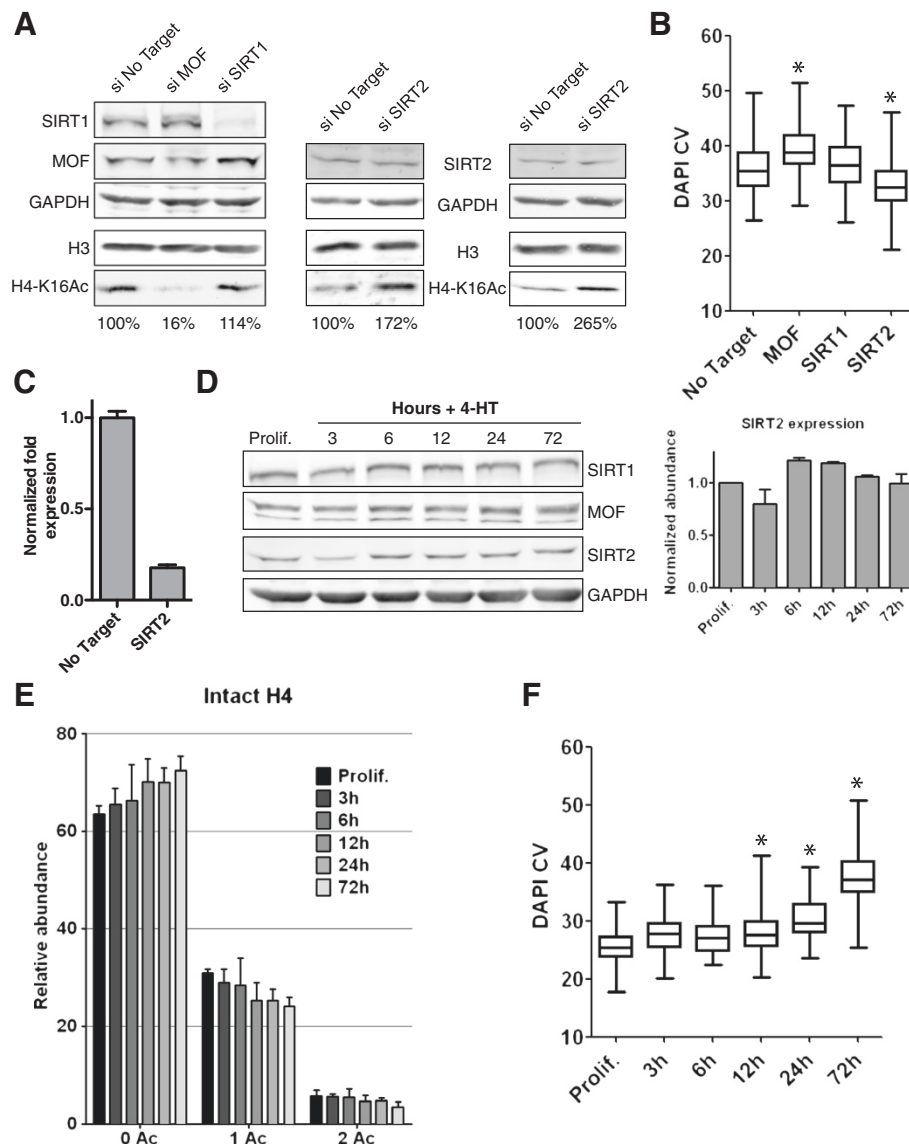 A
si No Target
si MOF
si SIRT1
SIRT1
MOF
GAPDH
H3
H4-K16Ac
100% 16% 114%
si No Target
si SIRT2
100% 172%
SIRT2
GAPDH
H3
H4-K16Ac
si No Target
si SIRT2
100% 265%
B
DAPI CV
60
50
40
30
20
10
*
*
No Target
MOF
SIRT1
SIRT2
C
Normalized fold
expression
1.0
0.5
0.0
No Target
SIRT2
D
Hours + 4-HT
Prolif. 3 6 12 24 72
SIRT1
MOF
SIRT2
GAPDH
SIRT2 expression
Normalized abundance
1.0
0.5
0.0
Prolif.
3h
6h
12h
24h
72h
E
Intact H4
Relative abundance
80
60
40
20
0
Prolif.
3h
6h
12h
24h
72h
0 Ac 1 Ac 2 Ac
F
DAPI CV
60
50
40
30
20
10
*
*
*
Prolif.
3h
6h
12h
24h
72h